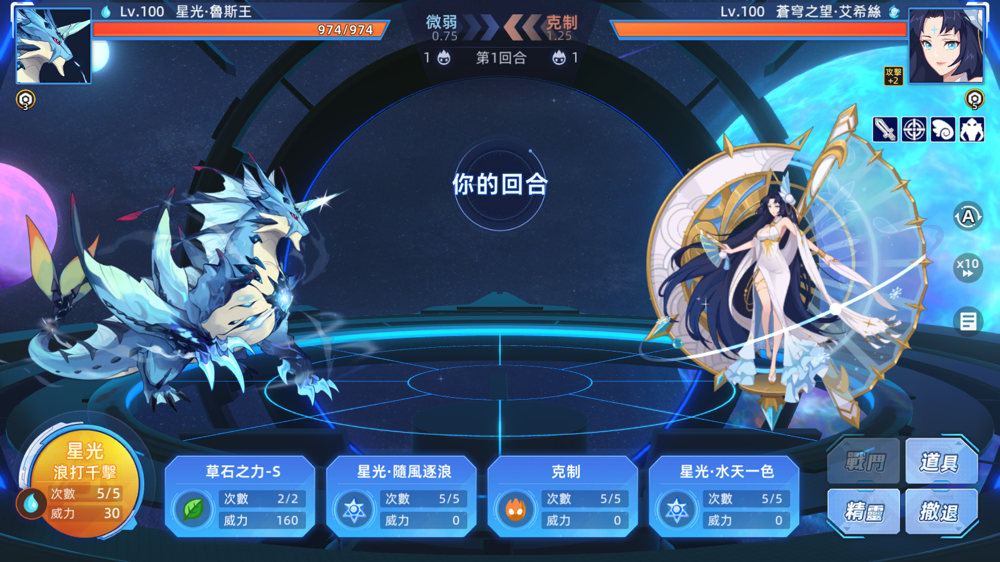 Lv.100 星光·魯斯王
974/974
3
微弱
0.75
克制
1.25
1 第1回合 1
Lv.100 蒼穹之望·艾希絲
攻擊
+2
5
你的回合
A
x10
星光
浪打千擊
次數 5/5
威力 30
草石之力-S
次數 2/2
威力 160
星光·隨風逐浪
次數 5/5
威力 0
克制
次數 5/5
威力 0
星光·水天一色
次數 5/5
威力 0
戰鬥
道具
精靈
撤退